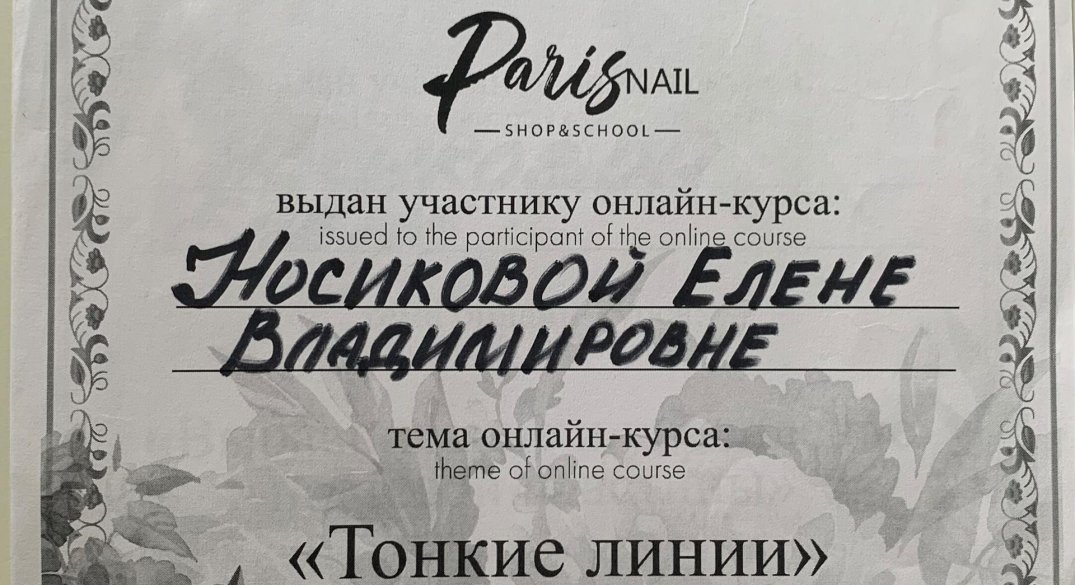 Paris NAIL
SHOP&SCHOOL
выдан участнику онлайн-курса:
issued to the participant of the online course
НОСИКОВОЙ ЕЛЕНЕ
ВЛАДИМИРОВНЕ
тема онлайн-курса:
theme of online course
«Тонкие линии»